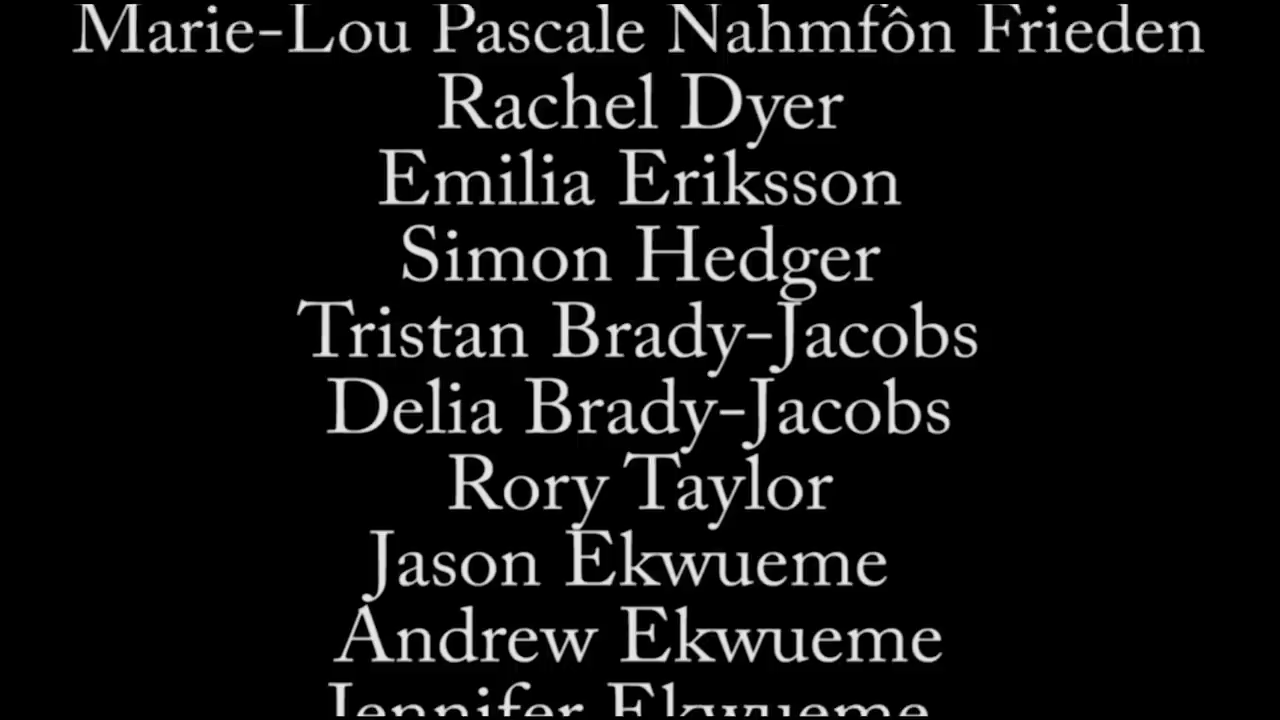 Marie-Lou Pascale Nahmfôn Frieden
Rachel Dyer
Emilia Eriksson
Simon Hedger
Tristan Brady-Jacobs
Delia Brady-Jacobs
Rory Taylor
Jason Ekwueme
Andrew Ekwueme
Jennifer Ekwueme